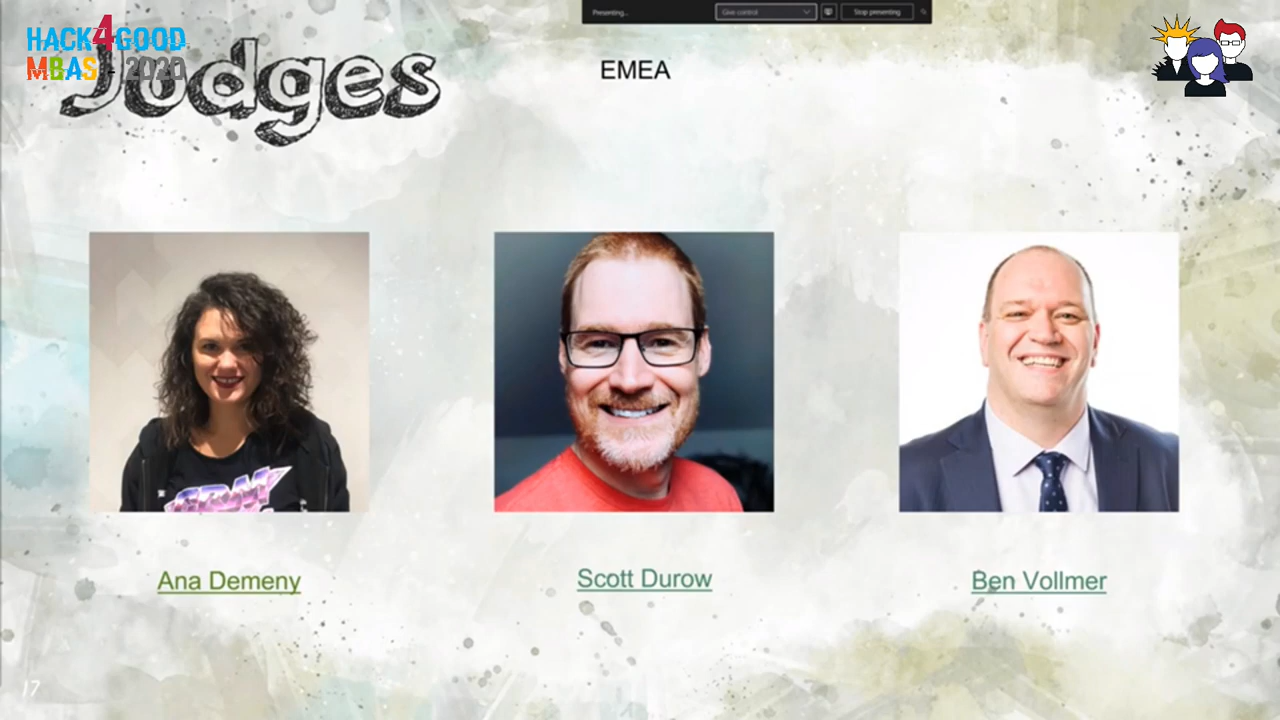 Presenting...
Give control
Stop presenting
HACK4GOOD
MBAS 2020
Judges
EMEA
Ana Demeny
Scott Durow
Ben Vollmer
17